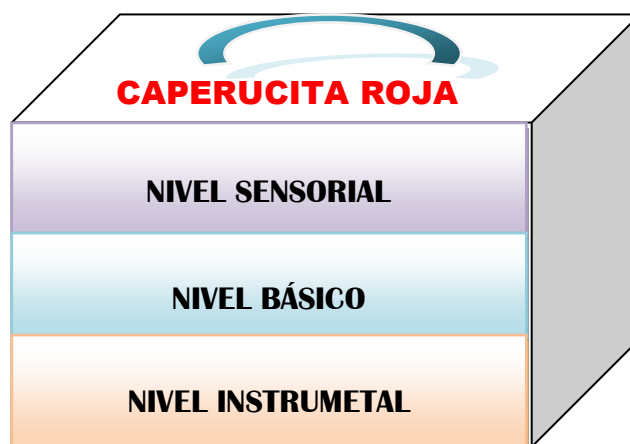 CAPERUCITA ROJA
NIVEL SENSORIAL
NIVEL BÁSICO
NIVEL INSTRUMETAL